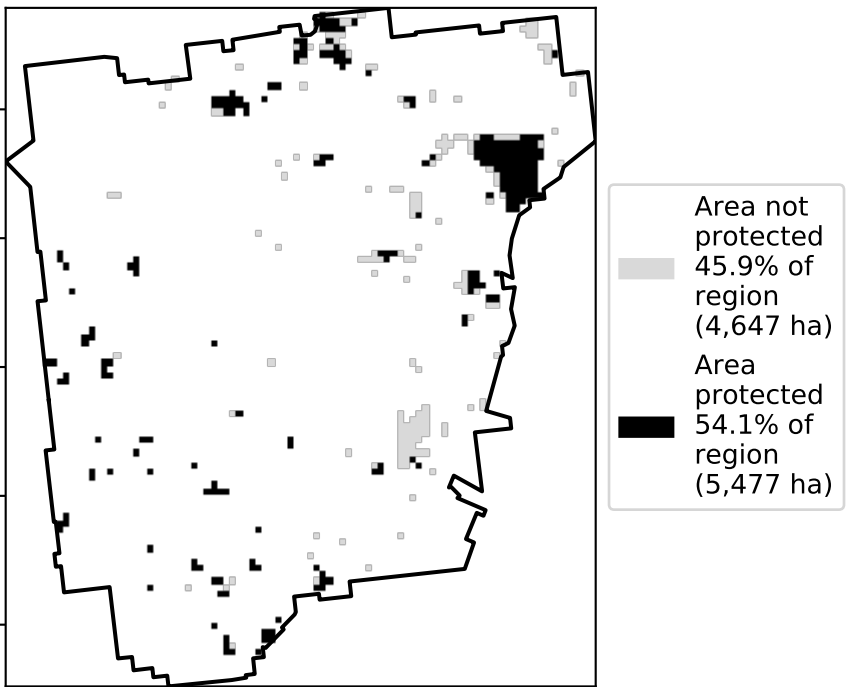 Area not
protected
45.9% of
region
(4,647 ha)
Area
protected
54.1% of
region
(5,477 ha)